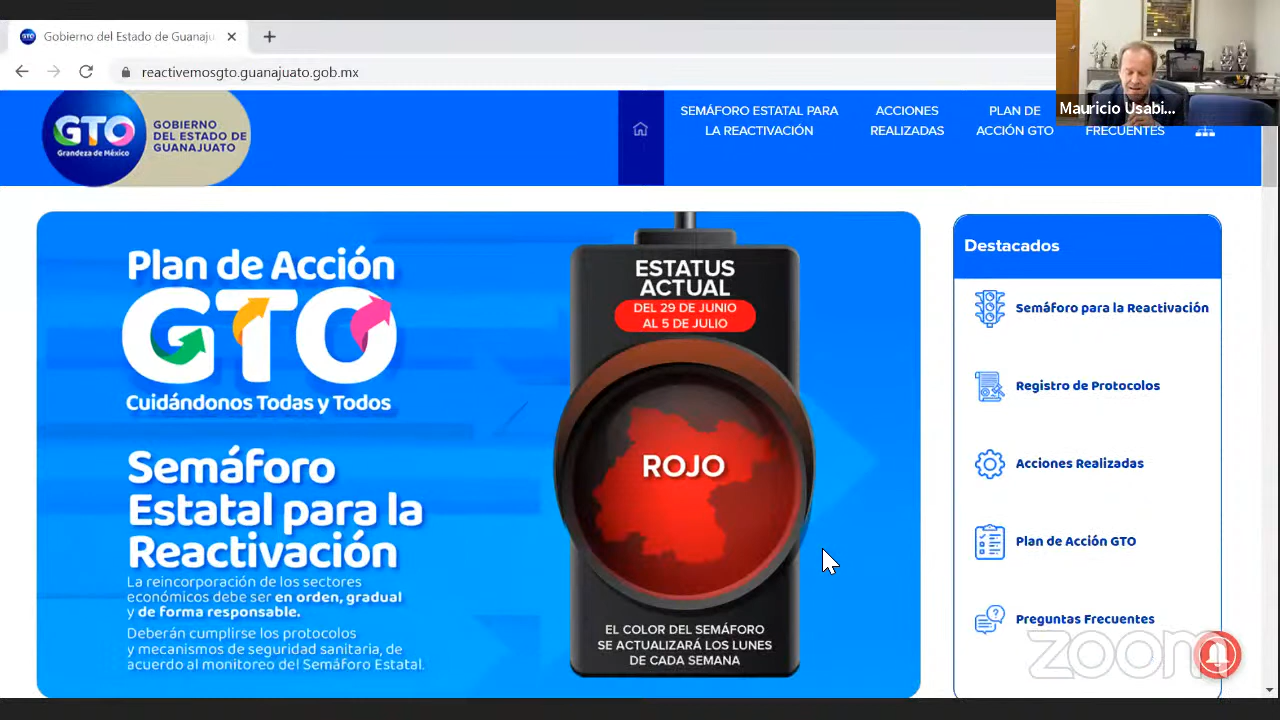 Gobierno del Estado de Guanaju
reactivemosgto.guanajuato.gob.mx
Mauricio Usabi...
GTO
Grandeza de México
GOBIERNO
DEL ESTADO DE
GUANAJUATO
SEMÁFORO ESTATAL PARA
LA REACTIVACIÓN
ACCIONES
REALIZADAS
PLAN DE
ACCIÓN GTO
FRECUENTES
Plan de Acción
GTO
Cuidándonos Todas y Todos
Semáforo
Estatal para la
Reactivación
La reincorporación de los sectores
económicos debe ser en orden, gradual
y de forma responsable.
Deberán cumplirse los protocolos
y mecanismos de seguridad sanitaria, de
acuerdo al monitoreo del Semáforo Estatal.
ESTATUS
ACTUAL
DEL 29 DE JUNIO
AL 5 DE JULIO
ROJO
EL COLOR DEL SEMÁFORO
SE ACTUALIZARÁ LOS LUNES
DE CADA SEMANA
Destacados
Semáforo para la Reactivación
Registro de Protocolos
Acciones Realizadas
Plan de Acción GTO
Preguntas Frecuentes
zoom